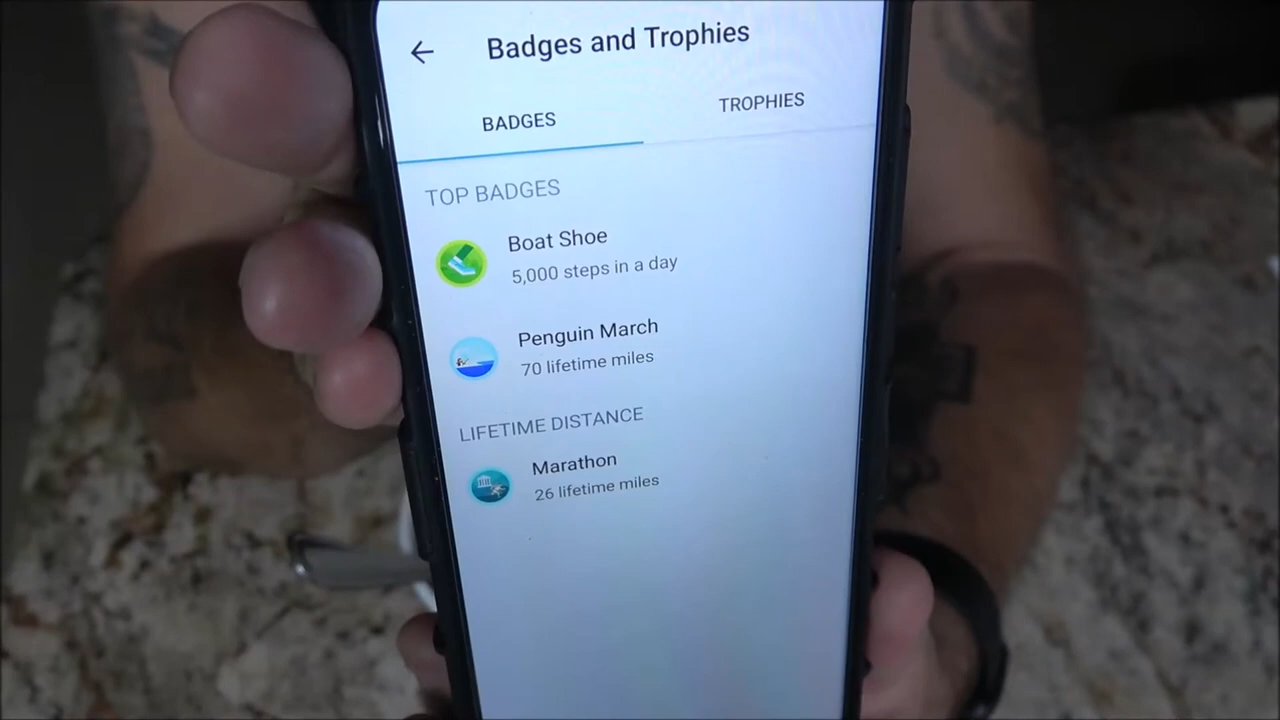 Badges and Trophies
BADGES
TROPHIES
TOP BADGES
Boat Shoe
5,000 steps in a day
Penguin March
70 lifetime miles
LIFETIME DISTANCE
Marathon
26 lifetime miles